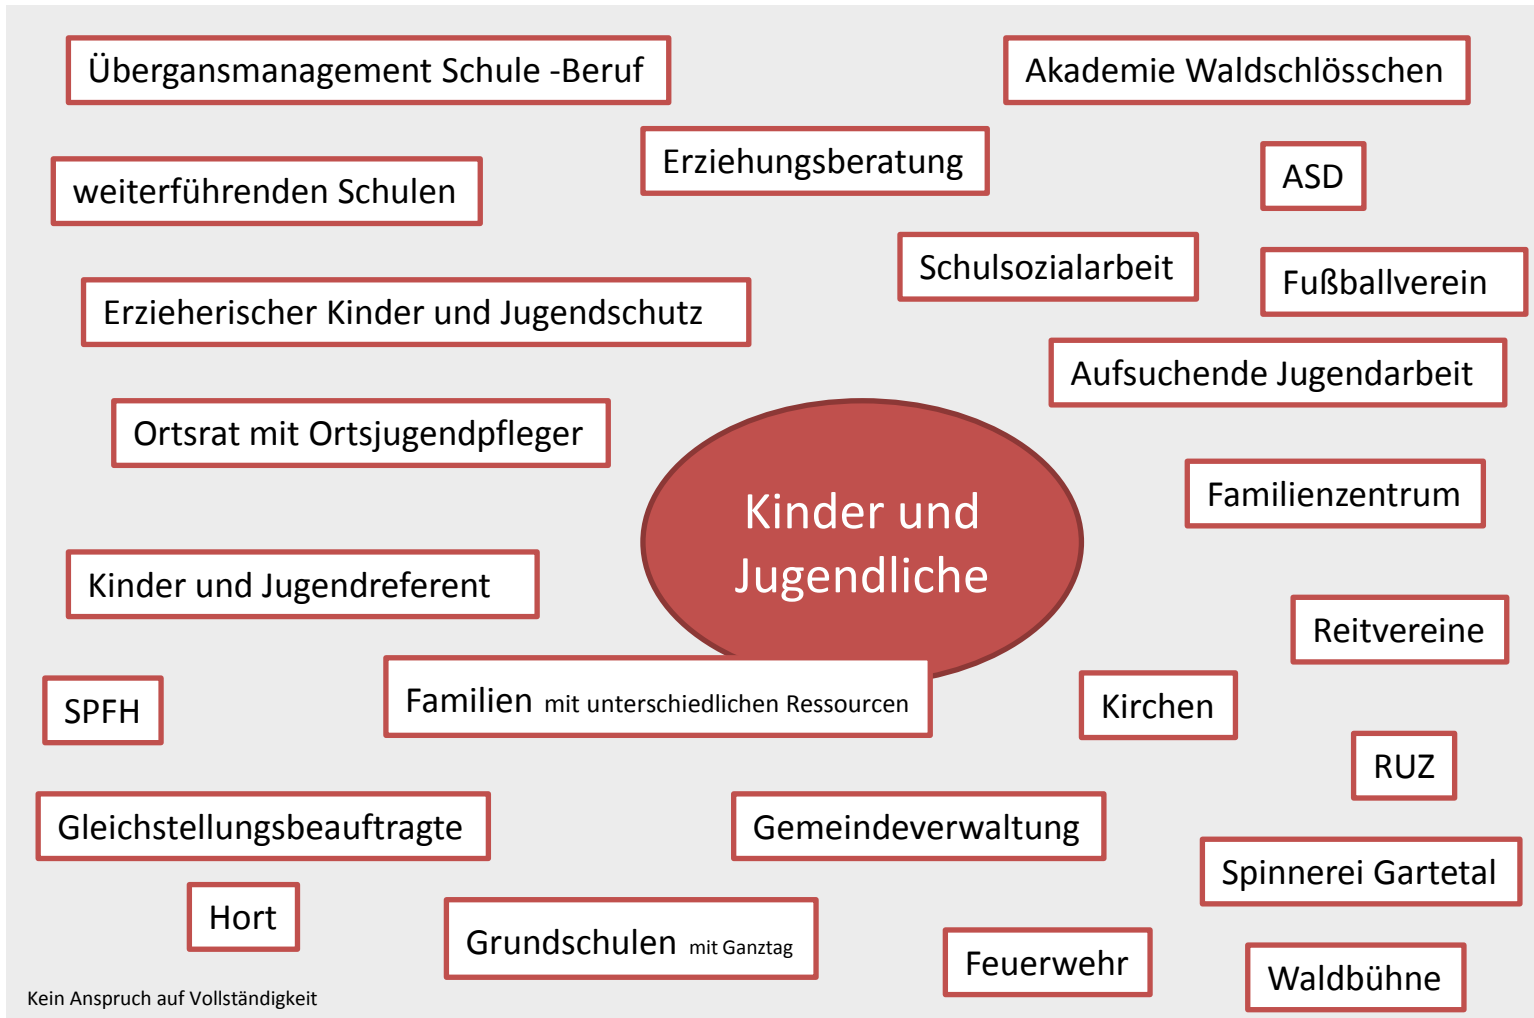 Übergansmanagement Schule -Beruf
Akademie Waldschlösschen
Erziehungsberatung
ASD
weiterführenden Schulen
Schulsozialarbeit
Fußballverein
Erzieherischer Kinder und Jugendschutz
Aufsuchende Jugendarbeit
Ortsrat mit Ortsjugendpfleger
Familienzentrum
Kinder und
Jugendliche
Kinder und Jugendreferent
Reitvereine
Familien mit unterschiedlichen Ressourcen
SPFH
Kirchen
RUZ
Gleichstellungsbeauftragte
Gemeindeverwaltung
Spinnerei Gartetal
Hort
Grundschulen mit Ganztag
Feuerwehr
Waldbühne
Kein Anspruch auf Vollständigkeit